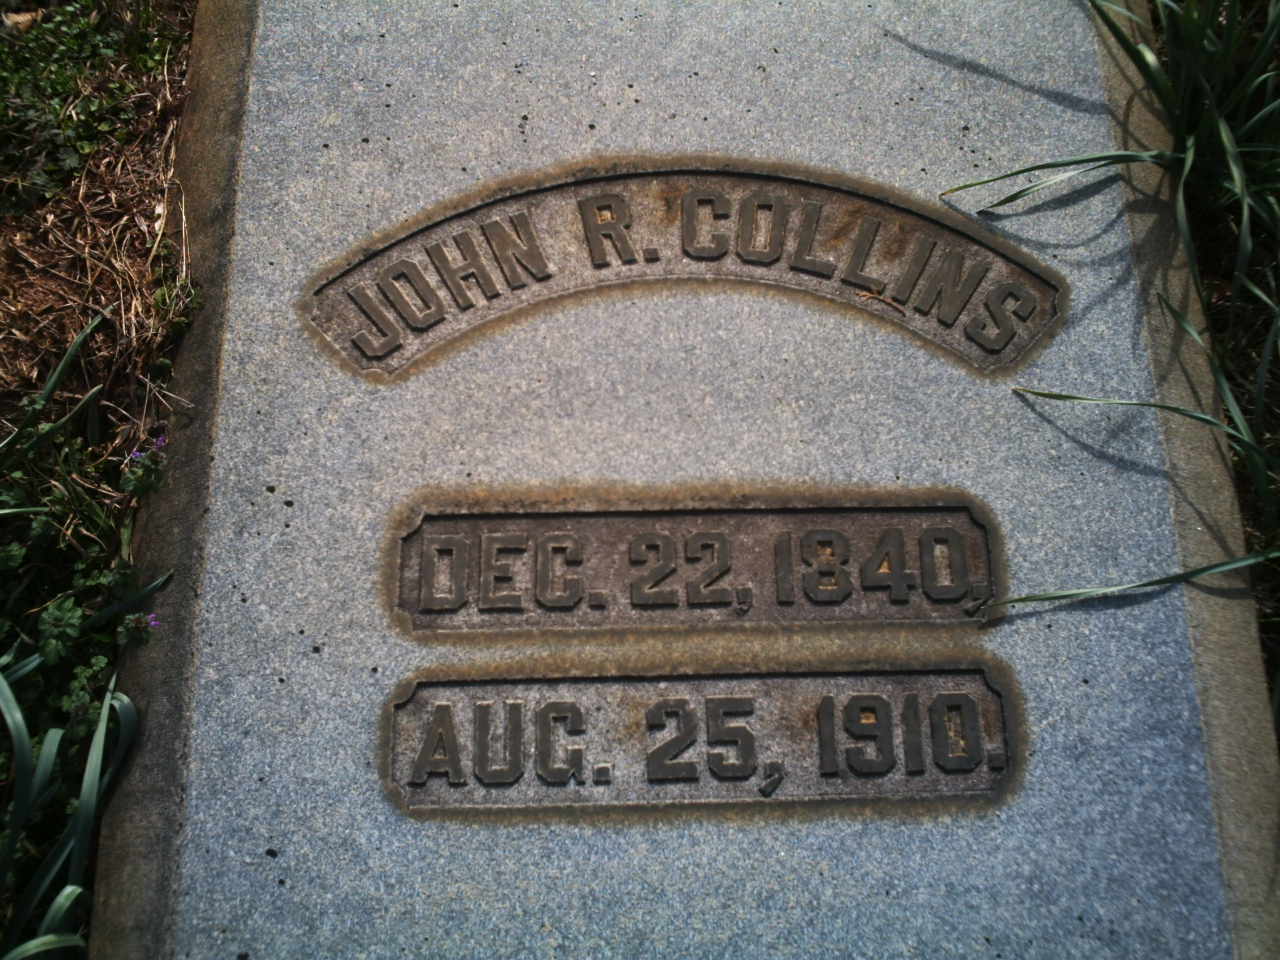 JOHN R. COLLINS
DEC. 22, 1840,
AUG. 25, 1910.